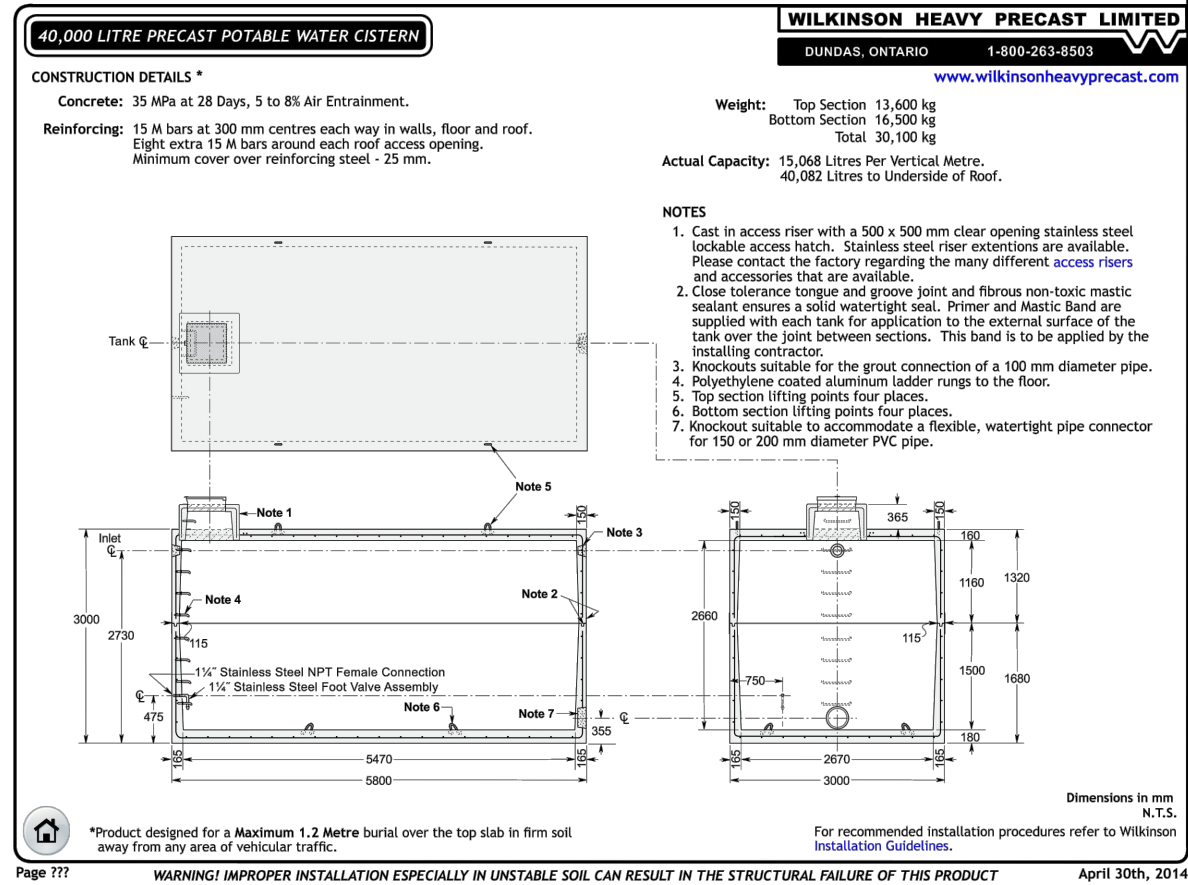 40,000 LITRE PRECAST POTABLE WATER CISTERN
WILKINSON HEAVY PRECAST LIMITED
DUNDAS, ONTARIO 1-800-263-8503
www.wilkinsonheavyprecast.com
CONSTRUCTION DETAILS *
Concrete: 35 MPa at 28 Days, 5 to 8% Air Entrainment.
Reinforcing: 15 M bars at 300 mm centres each way in walls, floor and roof.
Eight extra 15 M bars around each roof access opening.
Minimum cover over reinforcing steel - 25 mm.
Weight: Top Section 13,600 kg
Bottom Section 16,500 kg
Total 30,100 kg
Actual Capacity: 15,068 Litres Per Vertical Metre.
40,082 Litres to Underside of Roof.
NOTES
1. Cast in access riser with a 500 x 500 mm clear opening stainless steel
lockable access hatch. Stainless steel riser extentions are available.
Please contact the factory regarding the many different access risers
and accessories that are available.
2. Close tolerance tongue and groove joint and fibrous non-toxic mastic
sealant ensures a solid watertight seal. Primer and Mastic Band are
supplied with each tank for application to the external surface of the
tank over the joint between sections. This band is to be applied by the
installing contractor.
3. Knockouts suitable for the grout connection of a 100 mm diameter pipe.
4. Polyethylene coated aluminum ladder rungs to the floor.
5. Top section lifting points four places.
6. Bottom section lifting points four places.
7. Knockout suitable to accommodate a flexible, watertight pipe connector
for 150 or 200 mm diameter PVC pipe.
Tank ℄
Note 5
Note 1
150
Note 3
Inlet
℄
Note 4
Note 2
3000
2730
115
1¼″ Stainless Steel NPT Female Connection
1¼″ Stainless Steel Foot Valve Assembly
℄
475
Note 6
Note 7
℄
355
165
5470
165
5800
150
365
150
160
1160
1320
2660
115
1500
1680
750
180
165
2670
165
3000
Dimensions in mm
N.T.S.
*Product designed for a Maximum 1.2 Metre burial over the top slab in firm soil
away from any area of vehicular traffic.
For recommended installation procedures refer to Wilkinson
Installation Guidelines.
Page ???
WARNING! IMPROPER INSTALLATION ESPECIALLY IN UNSTABLE SOIL CAN RESULT IN THE STRUCTURAL FAILURE OF THIS PRODUCT
April 30th, 2014